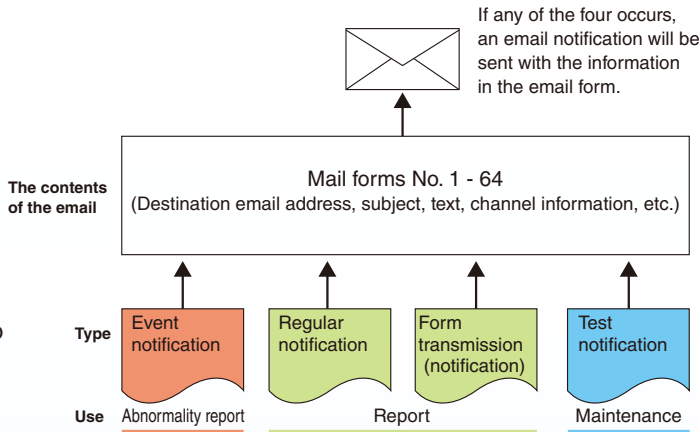 If any of the four occurs,
an email notification will be
sent with the information
in the email form.
The contents
of the email
Mail forms No. 1 - 64
(Destination email address, subject, text, channel information, etc.)
Type
Event
notification
Regular
notification
Form
transmission
(notification)
Test
notification
Use
Abnormality report
Report
Maintenance